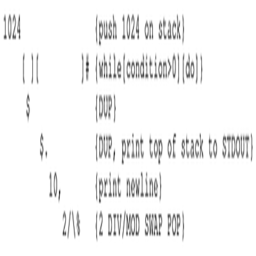 1024 {push 1024 on stack}
[ ][ ]# {while[condition>0][do]}
$ {DUP}
$. {DUP, print top of stack to STDOUT}
10, {print newline}
2/\% {2 DIV/MOD SWAP POP}